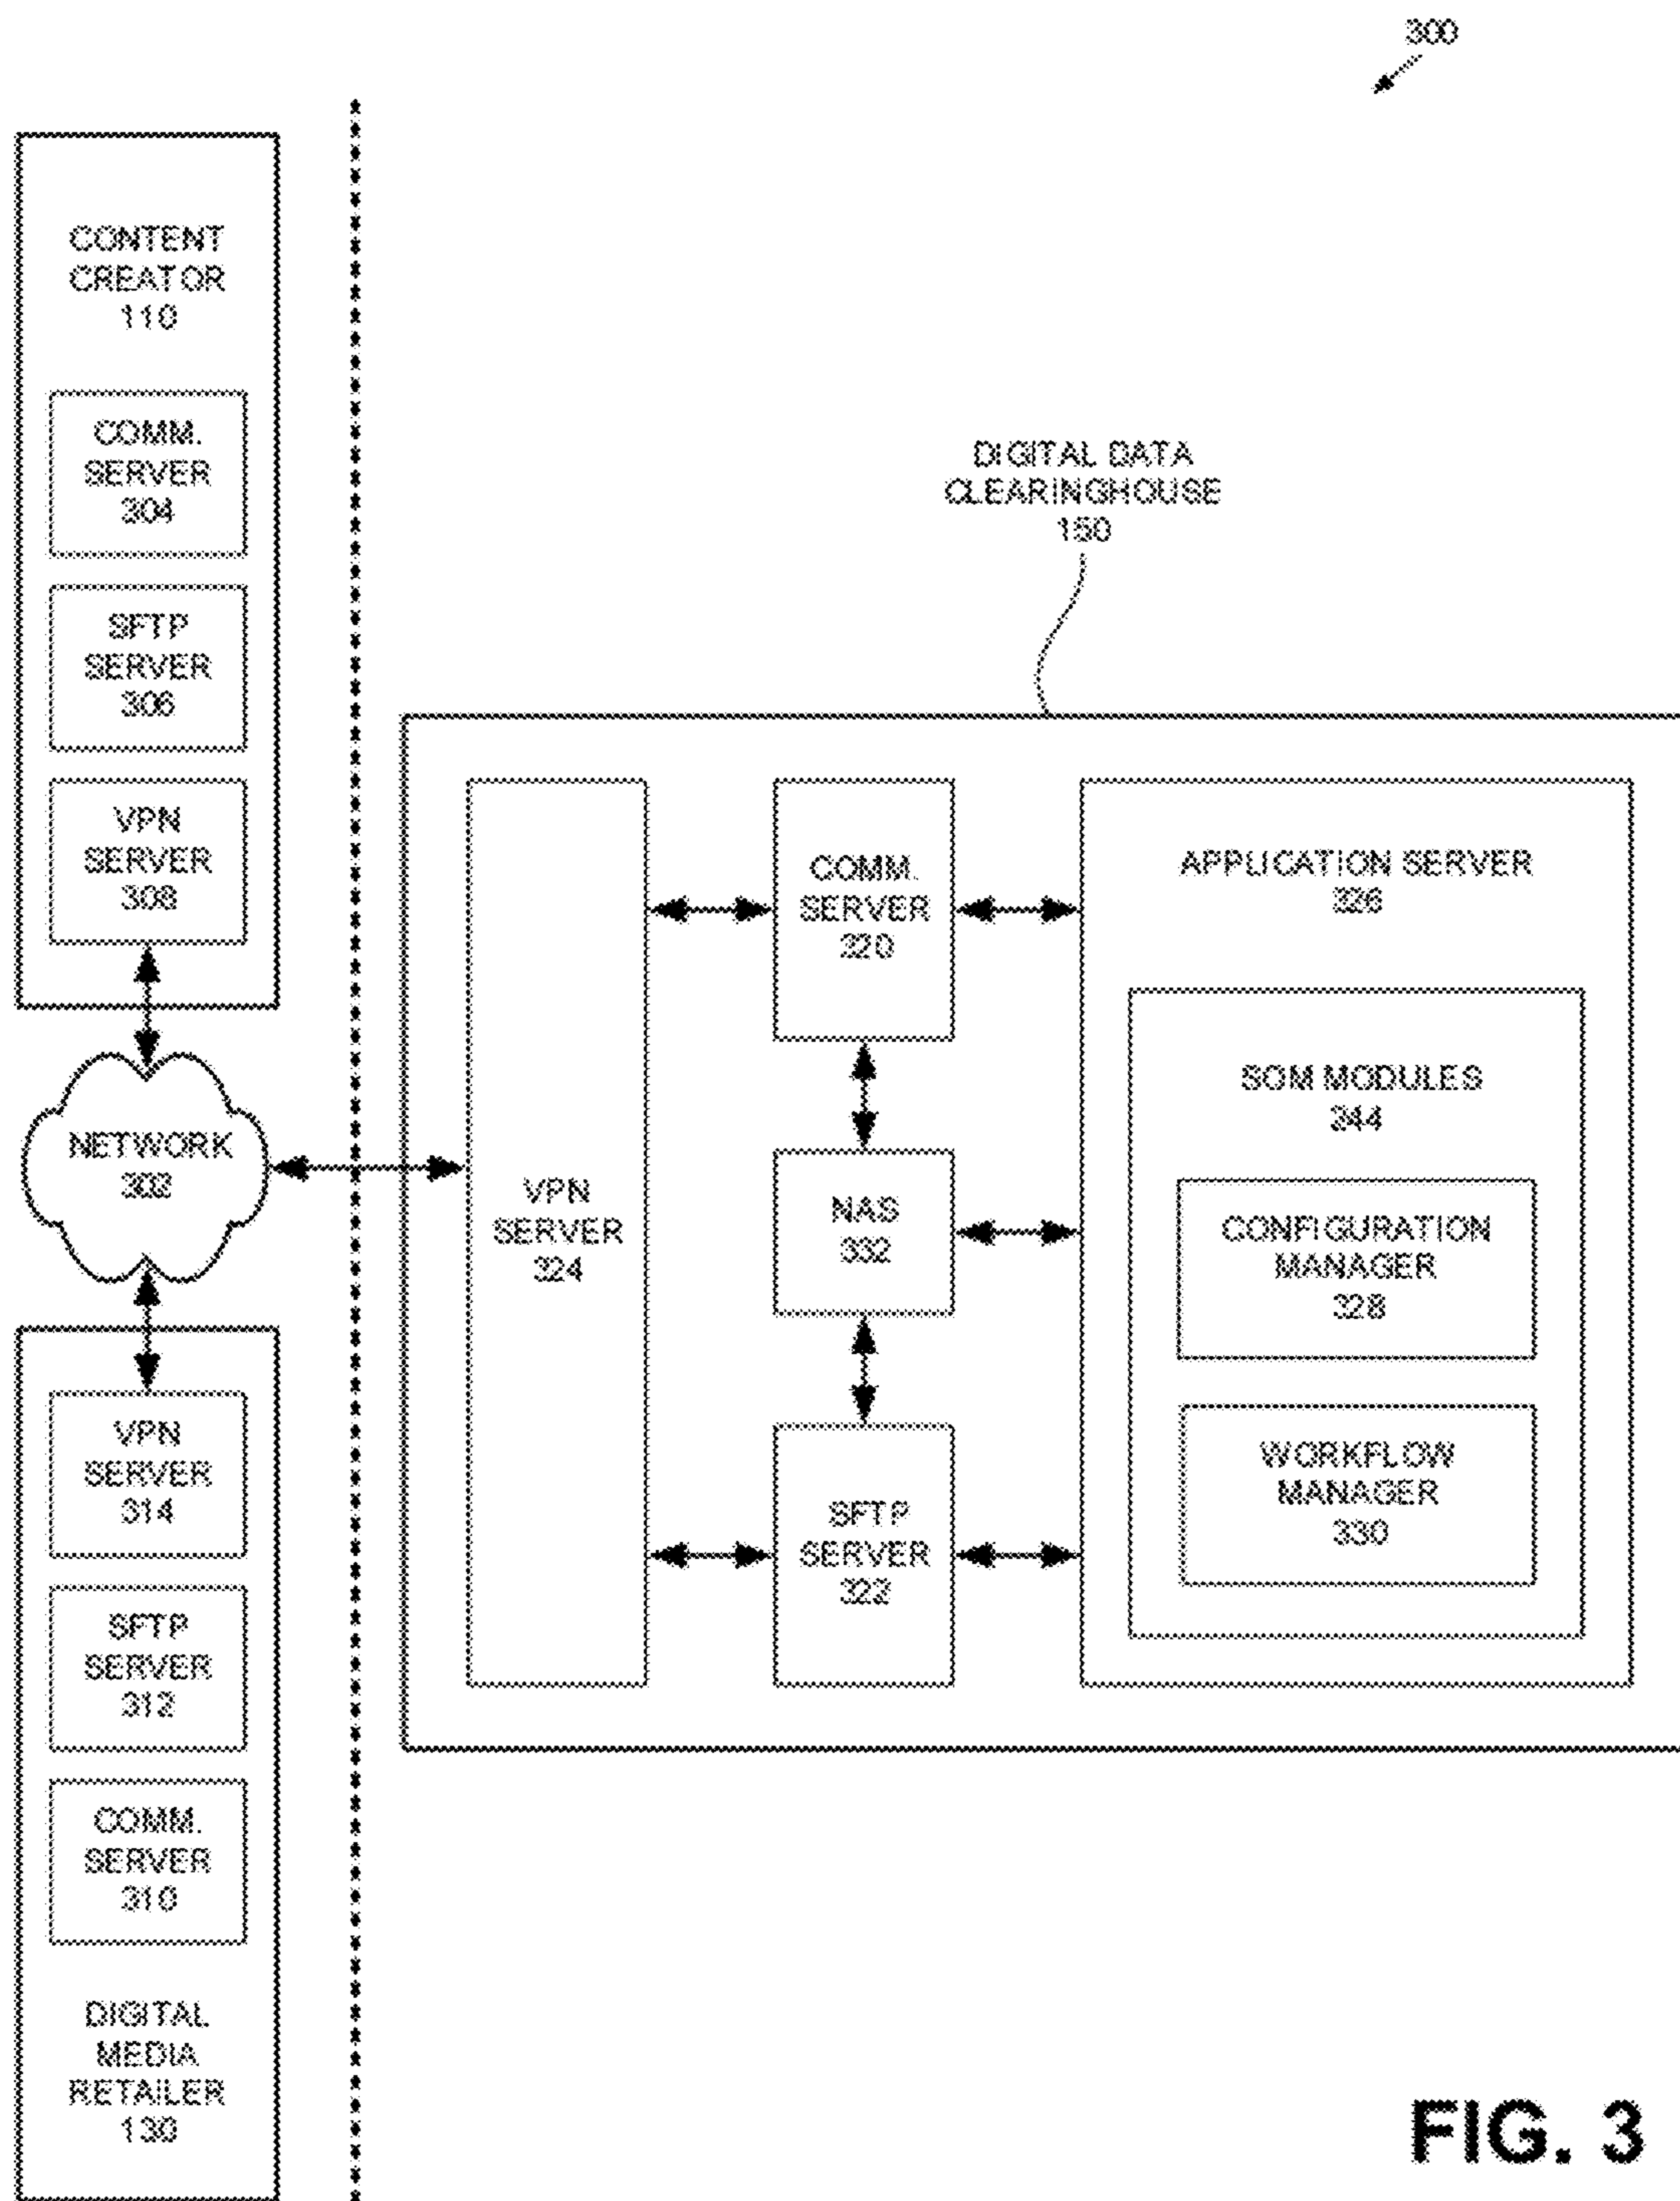 300
CONTENT
CREATOR
110
COMM.
SERVER
304
SFTP
SERVER
306
VPN
SERVER
308
NETWORK
302
VPN
SERVER
314
SFTP
SERVER
312
COMM.
SERVER
310
DIGITAL
MEDIA
RETAILER
130
DIGITAL DATA
CLEARINGHOUSE
150
VPN
SERVER
324
COMM.
SERVER
320
NAS
332
SFTP
SERVER
322
APPLICATION SERVER
326
SOM MODULES
344
CONFIGURATION
MANAGER
328
WORKFLOW
MANAGER
330
FIG. 3